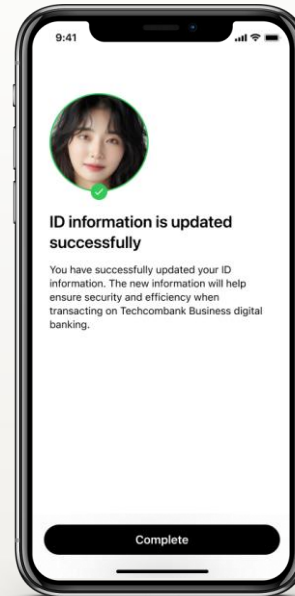 9:41
ID information is updated
successfully
You have successfully updated your ID
information. The new information will help
ensure security and efficiency when
transacting on Techcombank Business digital
banking.
Complete